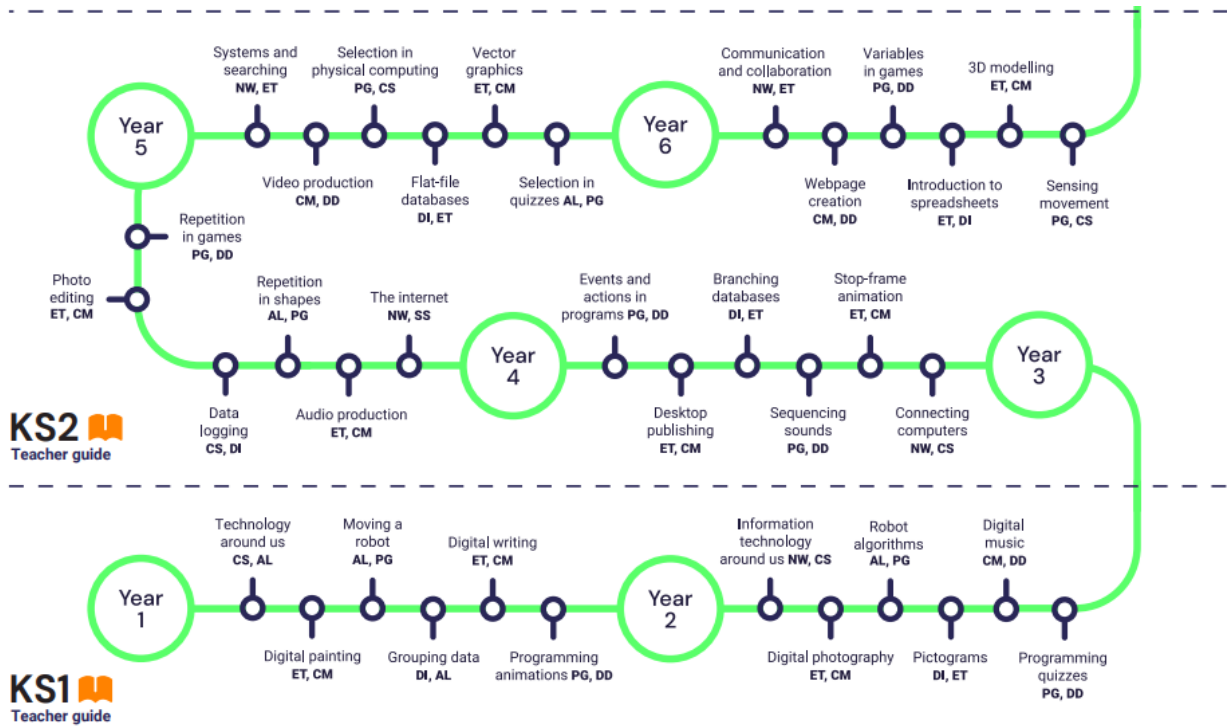 Systems and
searching
NW, ET
Selection in
physical computing
PG, CS
Vector
graphics
ET, CM
Communication
and collaboration
NW, ET
Variables
in games
PG, DD
3D modelling
ET, CM
Year
5
Year
6
Video production
CM, DD
Flat-file
databases
DI, ET
Selection in
quizzes AL, PG
Webpage
creation
CM, DD
Introduction to
spreadsheets
ET, DI
Sensing
movement
PG, CS
Repetition
in games
PG, DD
Photo
editing
ET, CM
Repetition
in shapes
AL, PG
The internet
NW, SS
Events and
actions in
programs PG, DD
Branching
databases
DI, ET
Stop-frame
animation
ET, CM
Year
4
Year
3
Data
logging
CS, DI
Audio production
ET, CM
Desktop
publishing
ET, CM
Sequencing
sounds
PG, DD
Connecting
computers
NW, CS
KS2
Teacher guide
Technology
around us
CS, AL
Moving a
robot
AL, PG
Digital writing
ET, CM
Information
technology
around us NW, CS
Robot
algorithms
AL, PG
Digital
music
CM, DD
Year
1
Year
2
Digital painting
ET, CM
Grouping data
DI, AL
Programming
animations PG, DD
Digital photography
ET, CM
Pictograms
DI, ET
Programming
quizzes
PG, DD
KS1
Teacher guide